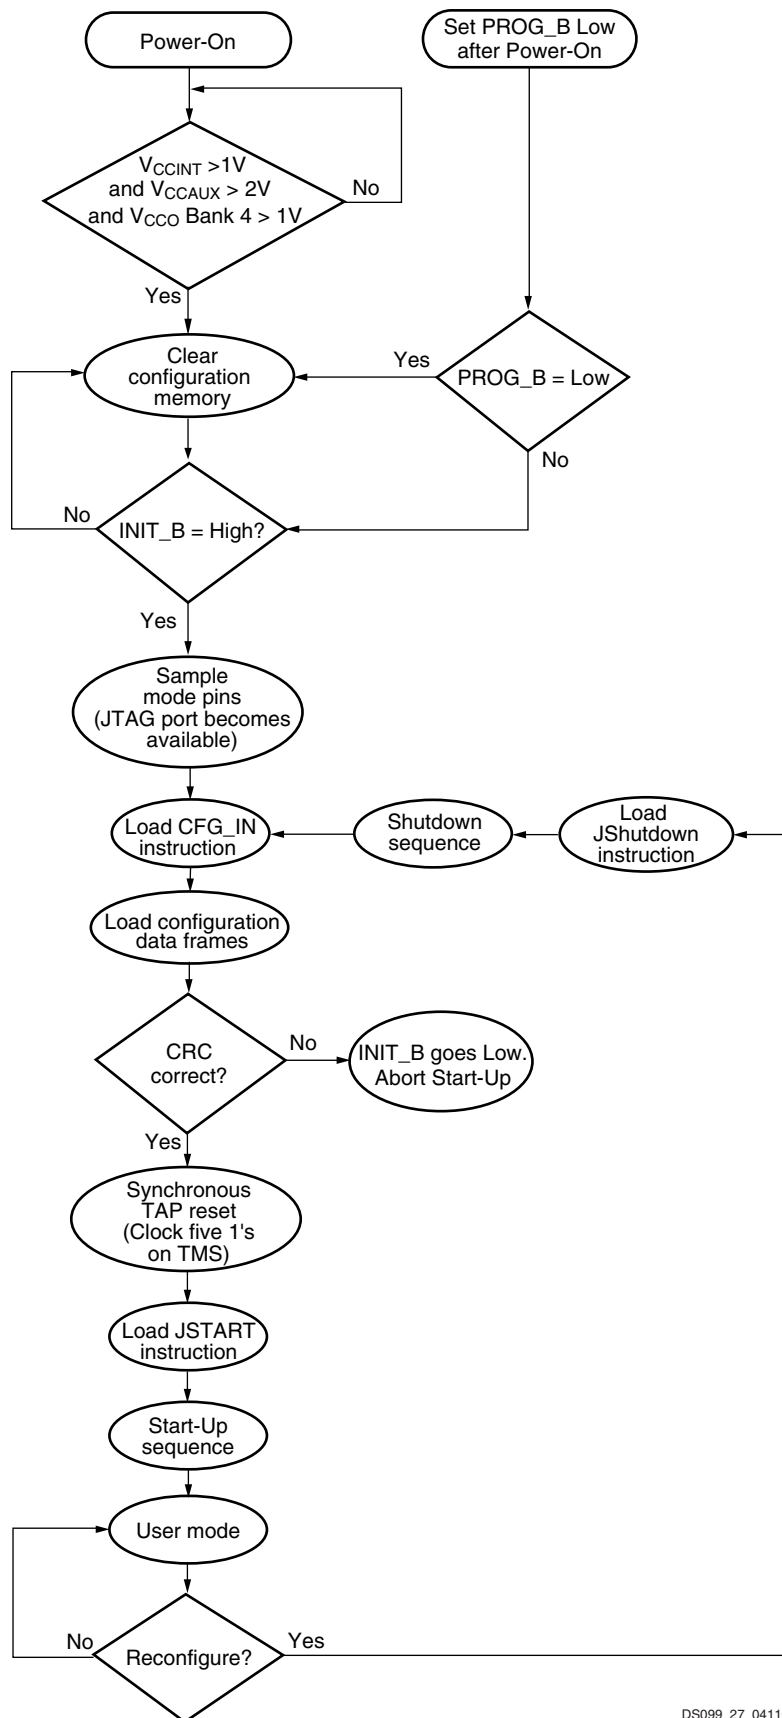 Power-On
Set PROG_B Low
after Power-On
VCCINT >1V
and VCCAUX > 2V
and VCCO Bank 4 > 1V
No
Yes
Clear
configuration
memory
Yes
PROG_B = Low
No
No
INIT_B = High?
Yes
Sample
mode pins
(JTAG port becomes
available)
Load CFG_IN
instruction
Shutdown
sequence
Load
JShutdown
instruction
Load configuration
data frames
CRC
correct?
No
INIT_B goes Low.
Abort Start-Up
Yes
Synchronous
TAP reset
(Clock five 1's
on TMS)
Load JSTART
instruction
Start-Up
sequence
User mode
No
Reconfigure?
Yes
DS099_27_0411